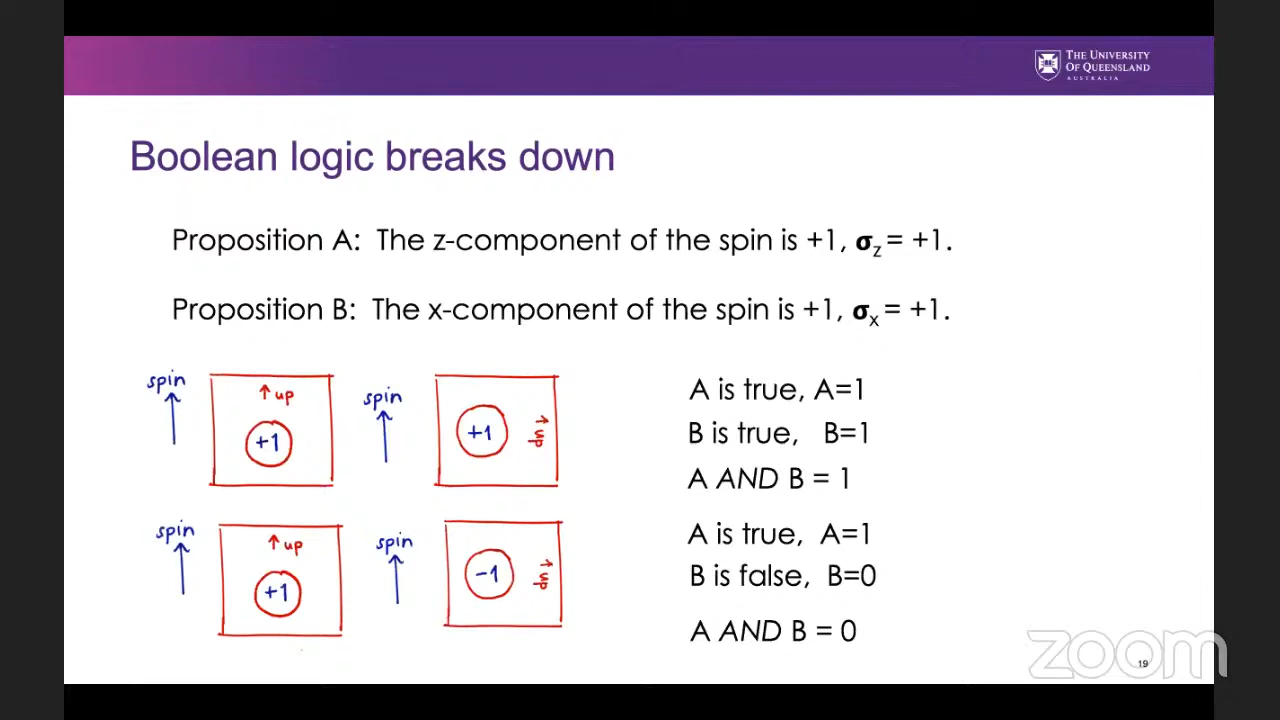 THE UNIVERSITY
OF QUEENSLAND
AUSTRALIA
Boolean logic breaks down
Proposition A: The z-component of the spin is +1, σz = +1.
Proposition B: The x-component of the spin is +1, σx = +1.
spin
↑ up
+1
spin
+1
↑ up
A is true, A=1
B is true, B=1
A AND B = 1
spin
↑ up
+1
spin
-1
↑ up
A is true, A=1
B is false, B=0
A AND B = 0
zoom
19